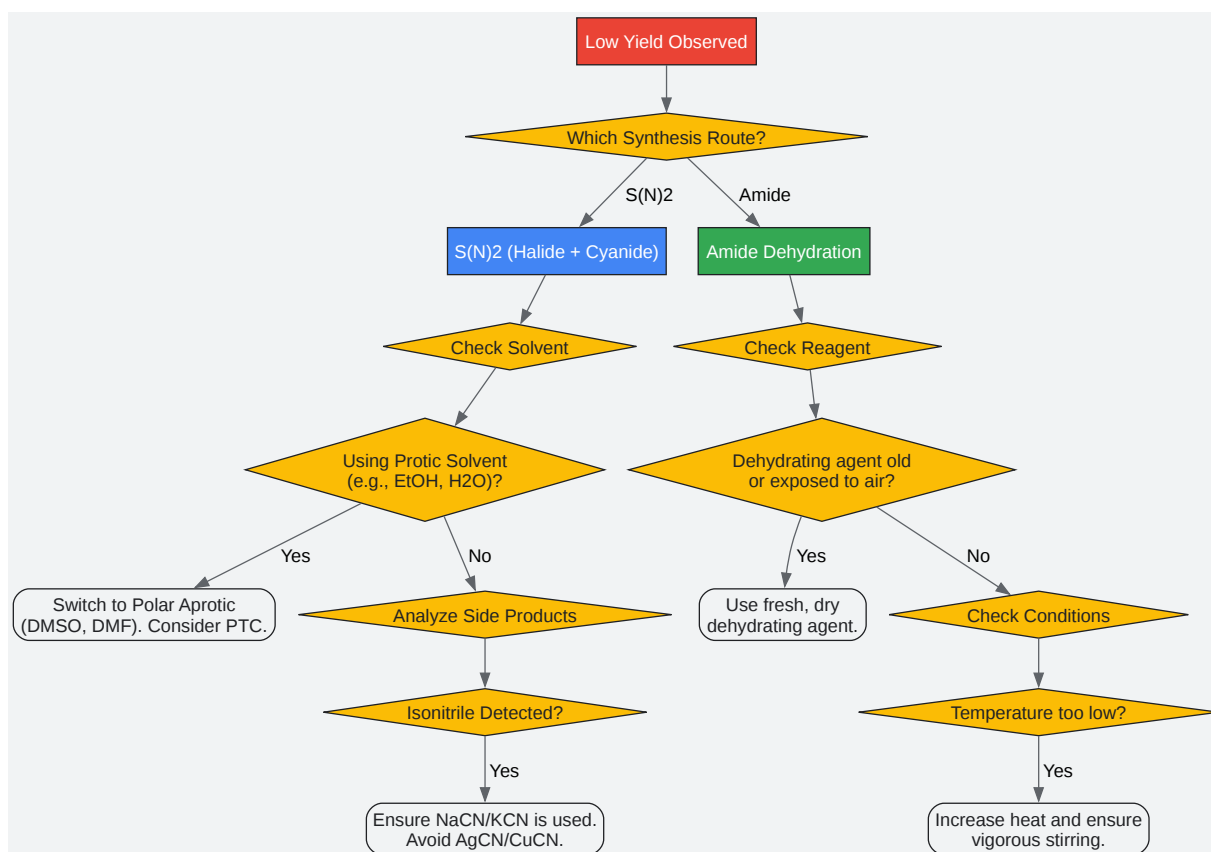 Low Yield Observed
Which Synthesis Route?
S(N)2
Amide
S(N)2 (Halide + Cyanide)
Amide Dehydration
Check Solvent
Check Reagent
Using Protic Solvent
(e.g., EtOH, H2O)?
Dehydrating agent old
or exposed to air?
Yes
No
Yes
No
Switch to Polar Aprotic
(DMSO, DMF). Consider PTC.
Analyze Side Products
Use fresh, dry
dehydrating agent.
Check Conditions
Isonitrile Detected?
Temperature too low?
Yes
Yes
Ensure NaCN/KCN is used.
Avoid AgCN/CuCN.
Increase heat and ensure
vigorous stirring.